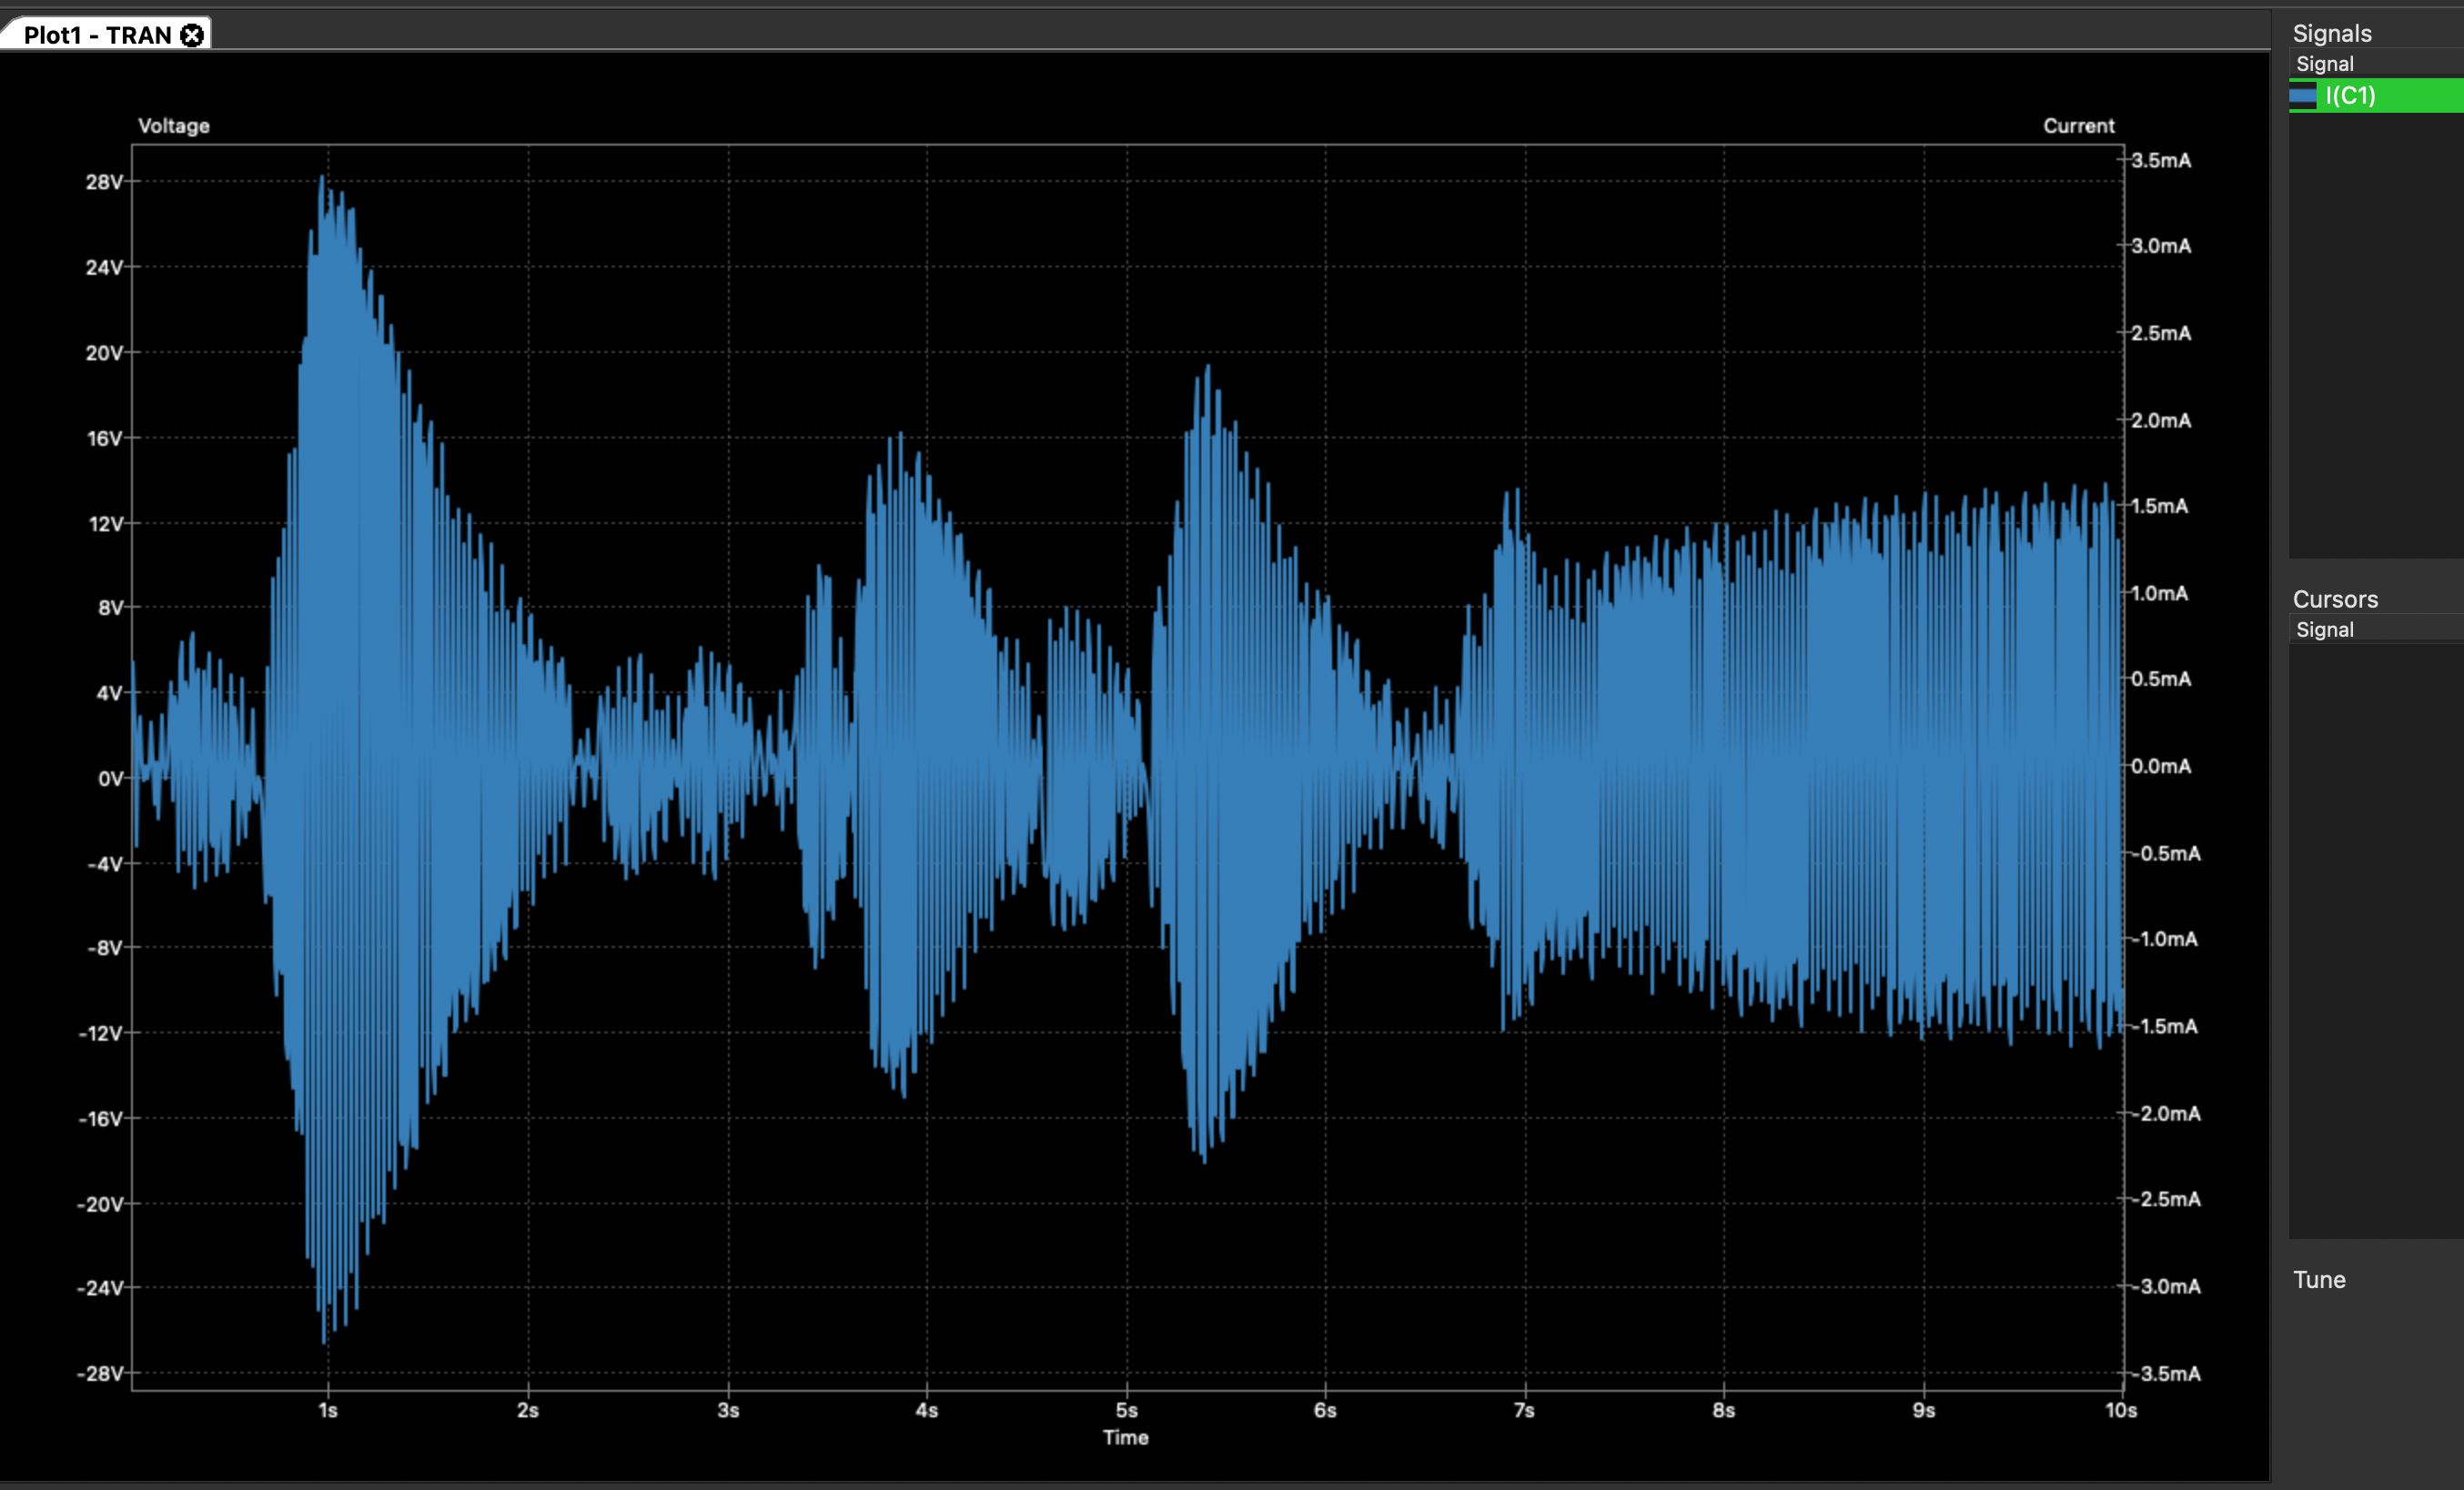 Plot1 - TRAN
Signals
Signal
I(C1)
Voltage
Current
28V
24V
20V
16V
12V
8V
4V
0V
-4V
-8V
-12V
-16V
-20V
-24V
-28V
3.5mA
3.0mA
2.5mA
2.0mA
1.5mA
1.0mA
0.5mA
0.0mA
-0.5mA
-1.0mA
-1.5mA
-2.0mA
-2.5mA
-3.0mA
-3.5mA
1s 2s 3s 4s 5s 6s 7s 8s 9s 10s
Time
Cursors
Signal
Tune